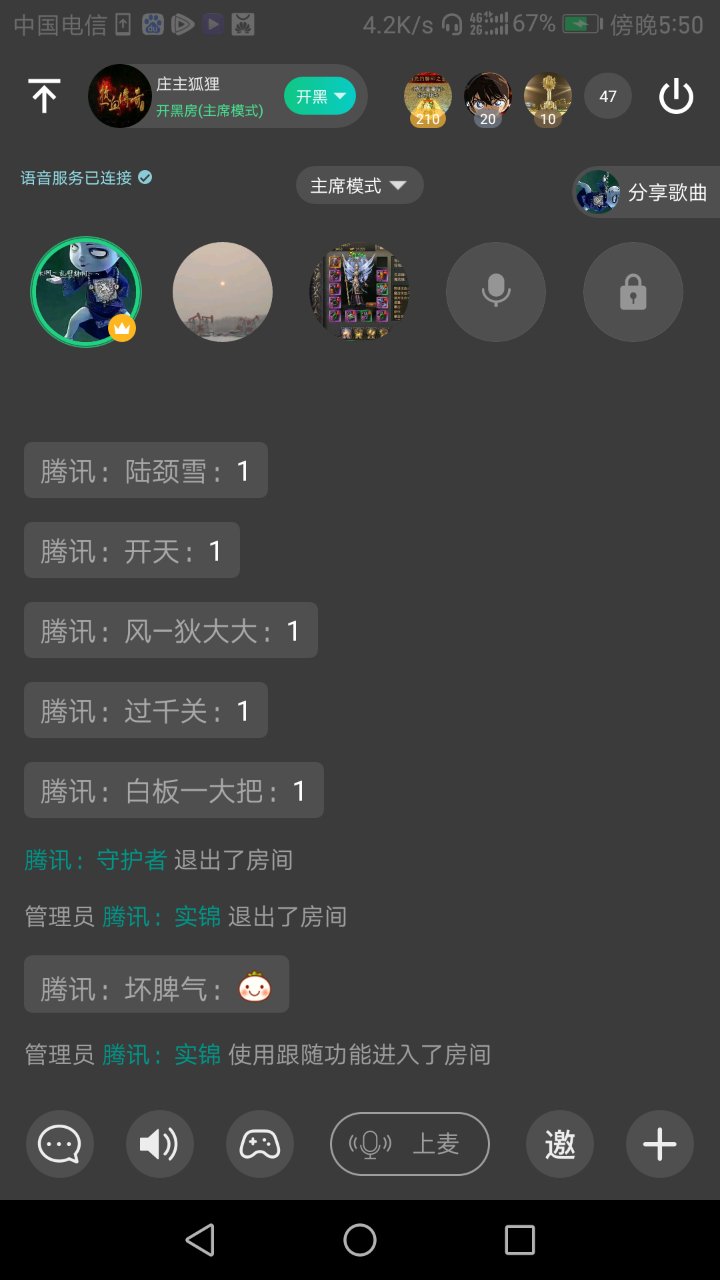 中国电信 4.2K/s 4G 2G 67% 傍晚5:50
庄主狐狸
开黑房(主席模式)
开黑
210 20 10 47
语音服务已连接
主席模式
分享歌曲
腾讯：陆颈雪：1
腾讯：开天：1
腾讯：风—狄大大：1
腾讯：过千关：1
腾讯：白板一大把：1
腾讯：守护者 退出了房间
管理员 腾讯：实锦 退出了房间
腾讯：坏脾气：
管理员 腾讯：实锦 使用跟随功能进入了房间
上麦
邀